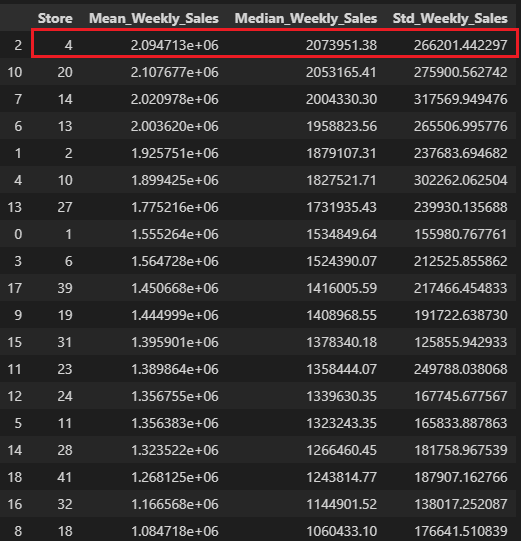 Store Mean_Weekly_Sales Median_Weekly_Sales Std_Weekly_Sales
2 4 2.094713e+06 2073951.38 266201.442297
10 20 2.107677e+06 2053165.41 275900.562742
7 14 2.020978e+06 2004330.30 317569.949476
6 13 2.003620e+06 1958823.56 265506.995776
1 2 1.925751e+06 1879107.31 237683.694682
4 10 1.899425e+06 1827521.71 302262.062504
13 27 1.775216e+06 1731935.43 239930.135688
0 1 1.555264e+06 1534849.64 155980.767761
3 6 1.564728e+06 1524390.07 212525.855862
17 39 1.450668e+06 1416005.59 217466.454833
9 19 1.444999e+06 1408968.55 191722.638730
15 31 1.395901e+06 1378340.18 125855.942933
11 23 1.389864e+06 1358444.07 249788.038068
12 24 1.356755e+06 1339630.35 167745.677567
5 11 1.356383e+06 1323243.35 165833.887863
14 28 1.323522e+06 1266460.45 181758.967539
18 41 1.268125e+06 1243814.77 187907.162766
16 32 1.166568e+06 1144901.52 138017.252087
8 18 1.084718e+06 1060433.10 176641.510839